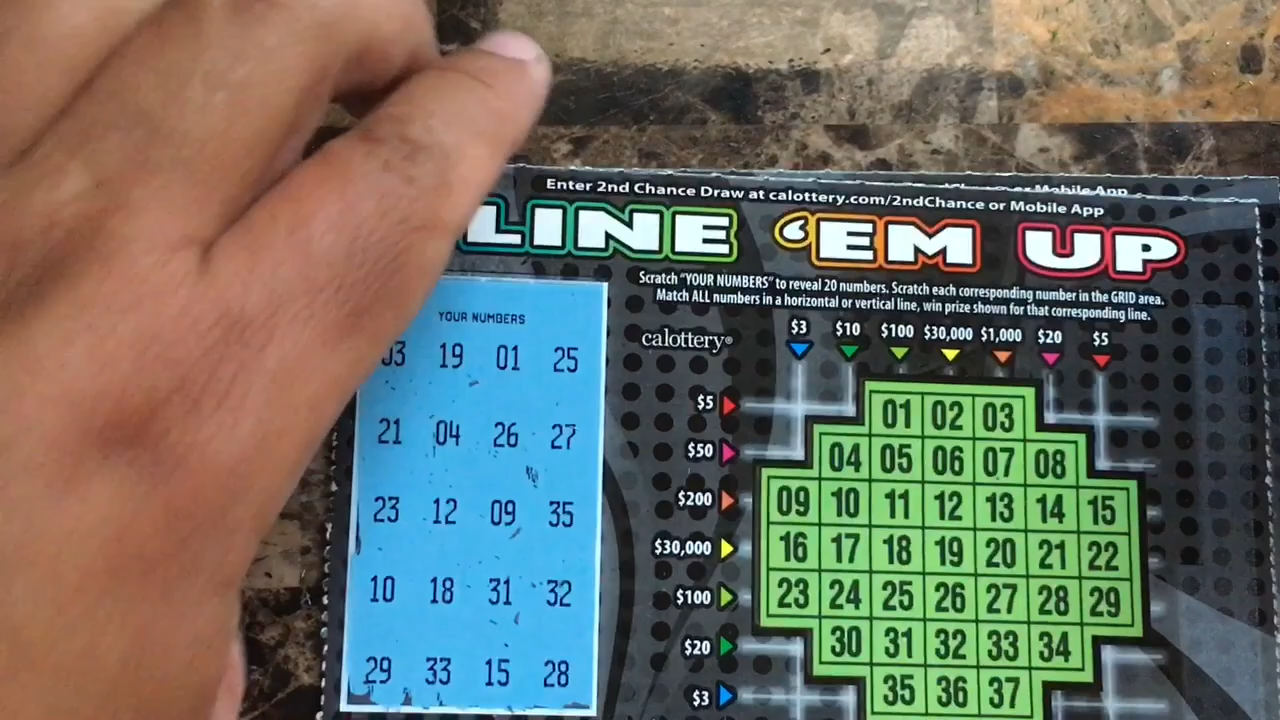 Enter 2nd Chance Draw at calottery.com/2ndChance or Mobile App
Mobile App
LINE 'EM UP
Scratch "YOUR NUMBERS" to reveal 20 numbers. Scratch each corresponding number in the GRID area.
Match ALL numbers in a horizontal or vertical line, win prize shown for that corresponding line.
YOUR NUMBERS
03 19 01 25
21 04 26 27
23 12 09 35
10 18 31 32
29 33 15 28
calottery®
$3 $10 $100 $30,000 $1,000 $20 $5
$5 01 02 03
$50 04 05 06 07 08
$200 09 10 11 12 13 14 15
$30,000 16 17 18 19 20 21 22
$100 23 24 25 26 27 28 29
$20 30 31 32 33 34
$3 35 36 37